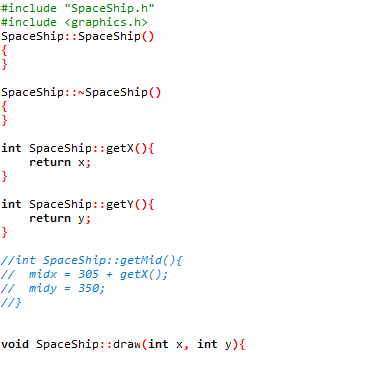 #include "SpaceShip.h"
#include <graphics.h>
SpaceShip::SpaceShip()
{
}
SpaceShip::~SpaceShip()
{
}
int SpaceShip::getX(){
return x;
}
int SpaceShip::getY(){
return y;
}
//int SpaceShip::getMid(){
//  midx = 305 + getX();
//  midy = 350;
//}
void SpaceShip::draw(int x, int y){